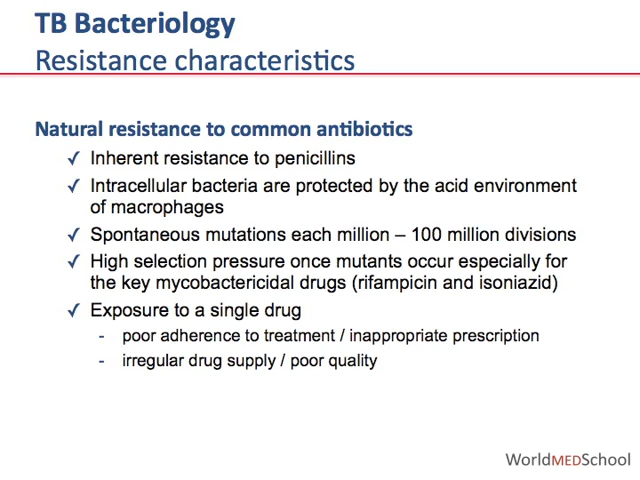 TB Bacteriology
Resistance characteristics
Natural resistance to common antibiotics
✓ Inherent resistance to penicillins
✓ Intracellular bacteria are protected by the acid environment
of macrophages
✓ Spontaneous mutations each million – 100 million divisions
✓ High selection pressure once mutants occur especially for
the key mycobactericidal drugs (rifampicin and isoniazid)
✓ Exposure to a single drug
- poor adherence to treatment / inappropriate prescription
- irregular drug supply / poor quality
WorldMEDSchool